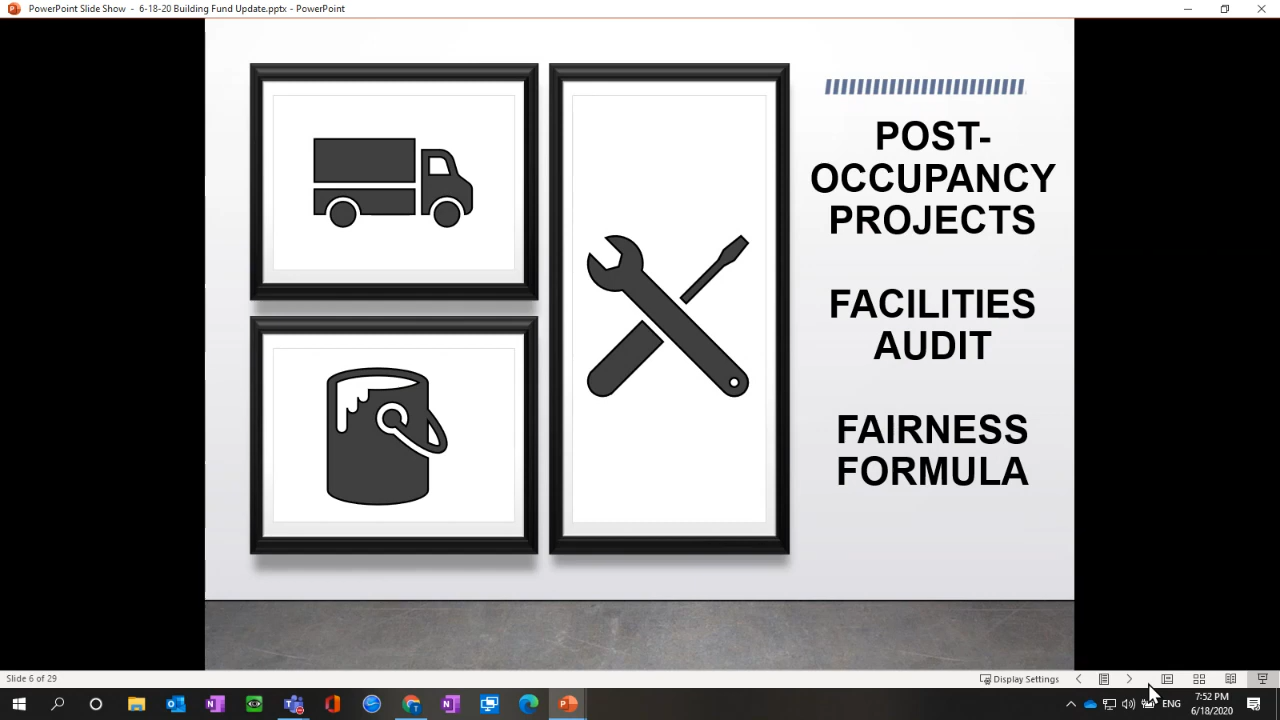 PowerPoint Slide Show - 6-18-20 Building Fund Update.pptx - PowerPoint
POST-
OCCUPANCY
PROJECTS
FACILITIES
AUDIT
FAIRNESS
FORMULA
Slide 6 of 29
Display Settings
ENG
7:52 PM
6/18/2020